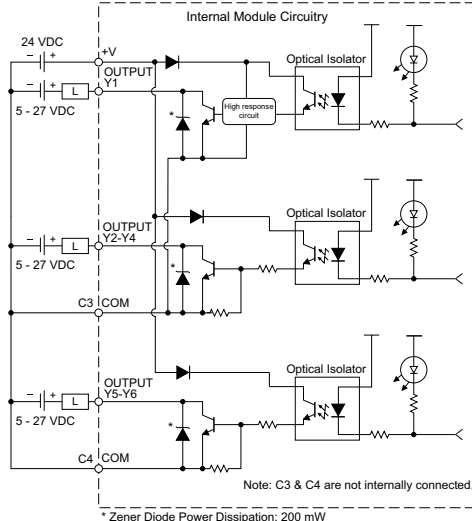 Internal Module Circuitry
24 VDC
– +
+V
Optical Isolator
OUTPUT
Y1
– +
L
5 - 27 VDC
*
High response
circuit
Optical Isolator
OUTPUT
Y2-Y4
– +
L
5 - 27 VDC
*
C3 COM
Optical Isolator
OUTPUT
Y5-Y6
– +
L
5 - 27 VDC
*
C4 COM
Note: C3 & C4 are not internally connected.
* Zener Diode Power Dissipation: 200 mW